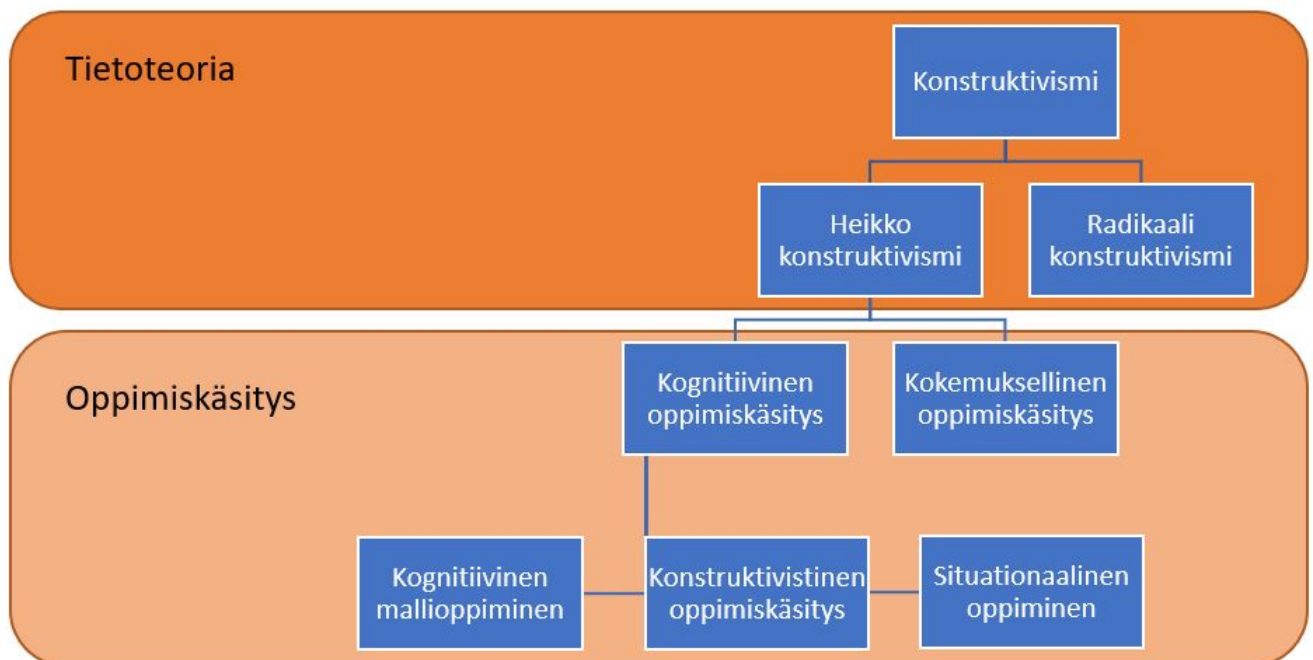 Tietoteoria
Konstruktivismi
Heikko
konstruktivismi
Radikaali
konstruktivismi
Oppimiskäsitys
Kognitiivinen
oppimiskäsitys
Kokemuksellinen
oppimiskäsitys
Kognitiivinen
mallioppiminen
Konstruktivistinen
oppimiskäsitys
Situationaalinen
oppiminen